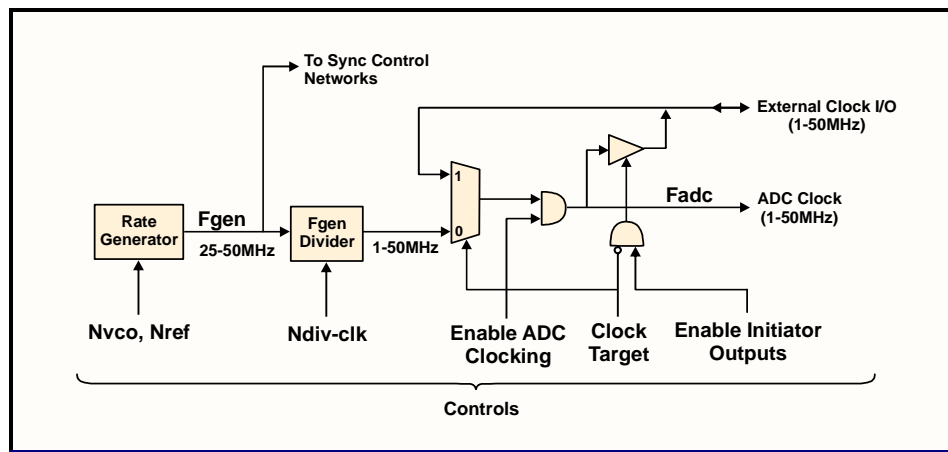 To Sync Control
Networks
External Clock I/O
(1-50MHz)
1
Fgen
Fadc
Rate
Generator
Fgen
Divider
ADC Clock
(1-50MHz)
25-50MHz
1-50MHz
0
Nvco, Nref
Ndiv-clk
Enable ADC
Clocking
Clock
Target
Enable Initiator
Outputs
Controls